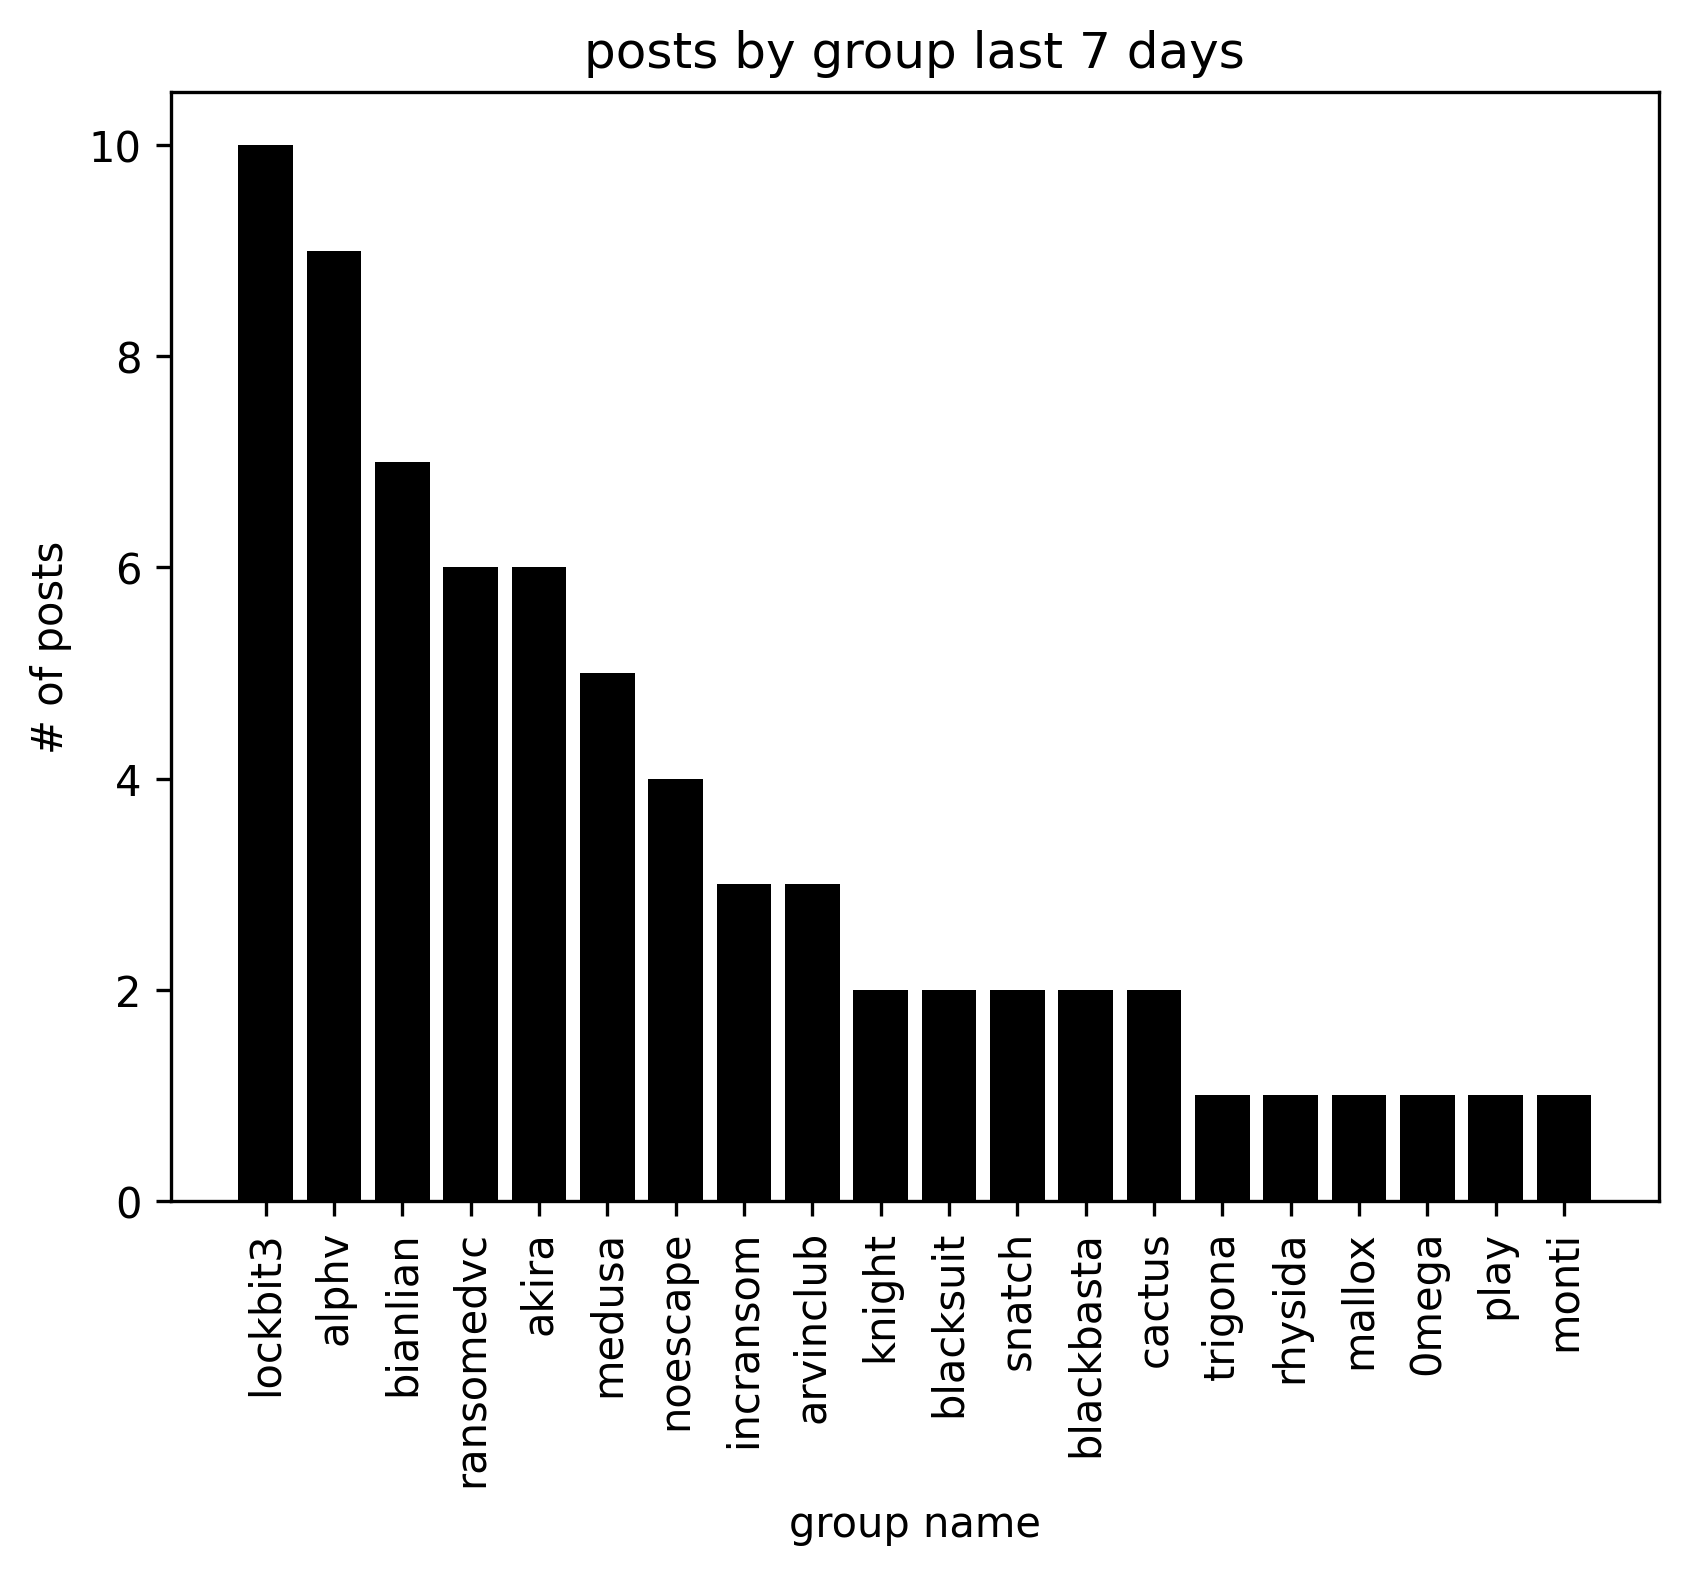 posts by group last 7 days
10
8
6
4
2
0
# of posts
lockbit3
alphv
bianlian
ransomedvc
akira
medusa
noescape
incransom
arvinclub
knight
blacksuit
snatch
blackbasta
cactus
trigona
rhysida
mallox
0mega
play
monti
group name